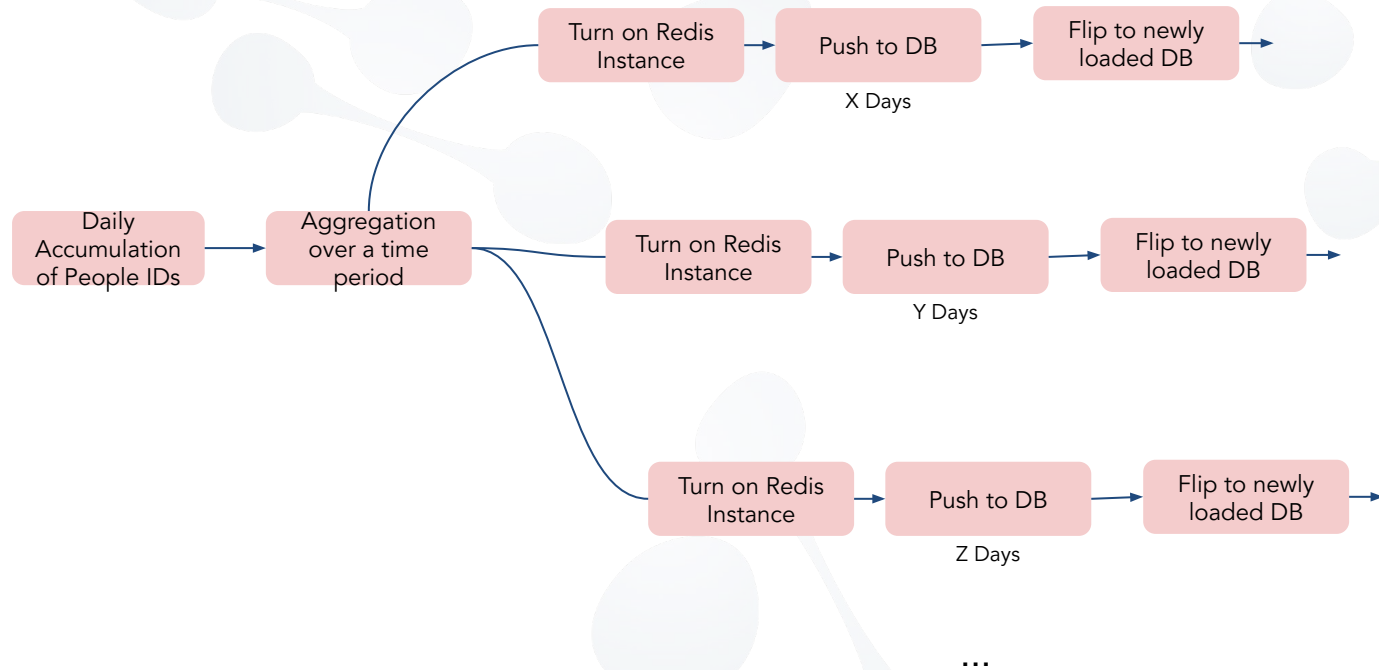 Turn on Redis
Instance
Push to DB
Flip to newly
loaded DB
X Days
Daily
Accumulation
of People IDs
Aggregation
over a time
period
Turn on Redis
Instance
Push to DB
Flip to newly
loaded DB
Y Days
Turn on Redis
Instance
Push to DB
Flip to newly
loaded DB
Z Days
...